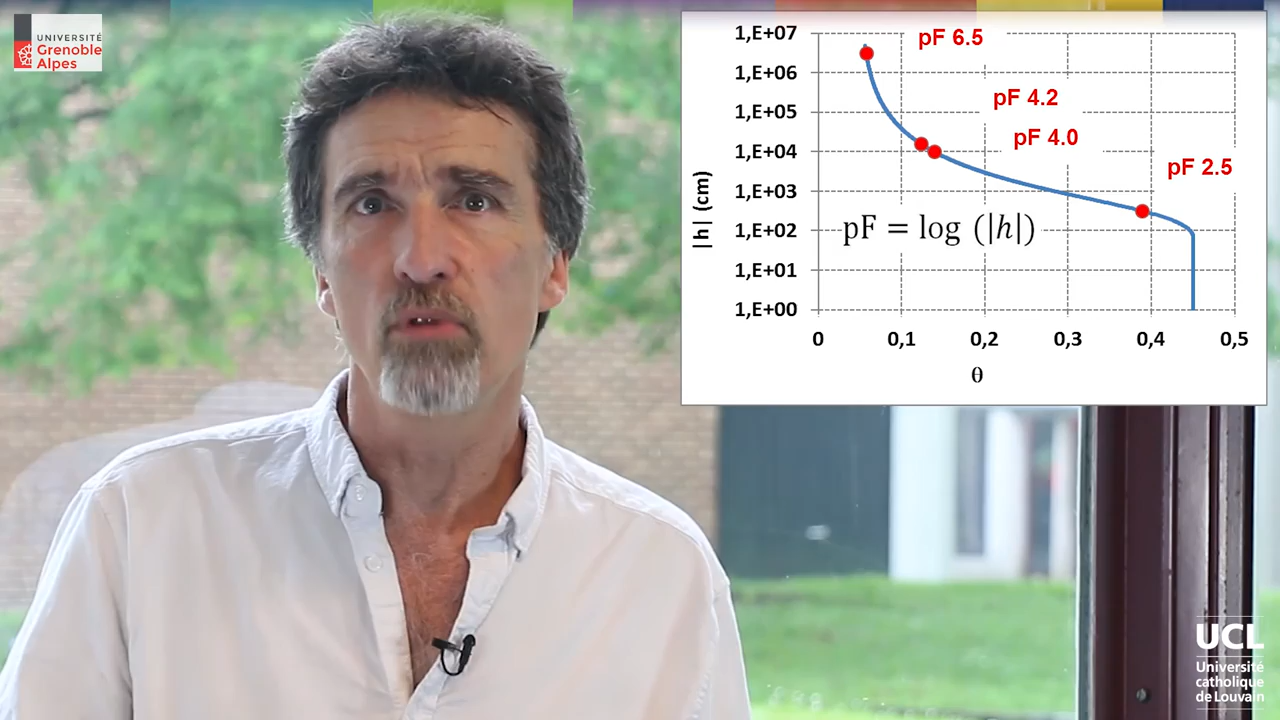 UNIVERSITÉ
Grenoble
Alpes
1,E+07
1,E+06
1,E+05
1,E+04
1,E+03
1,E+02
1,E+01
1,E+00
|h| (cm)
pF 6.5
pF 4.2
pF 4.0
pF 2.5
pF = log (|h|)
0 0,1 0,2 0,3 0,4 0,5
θ
UCL
Université
catholique
de Louvain